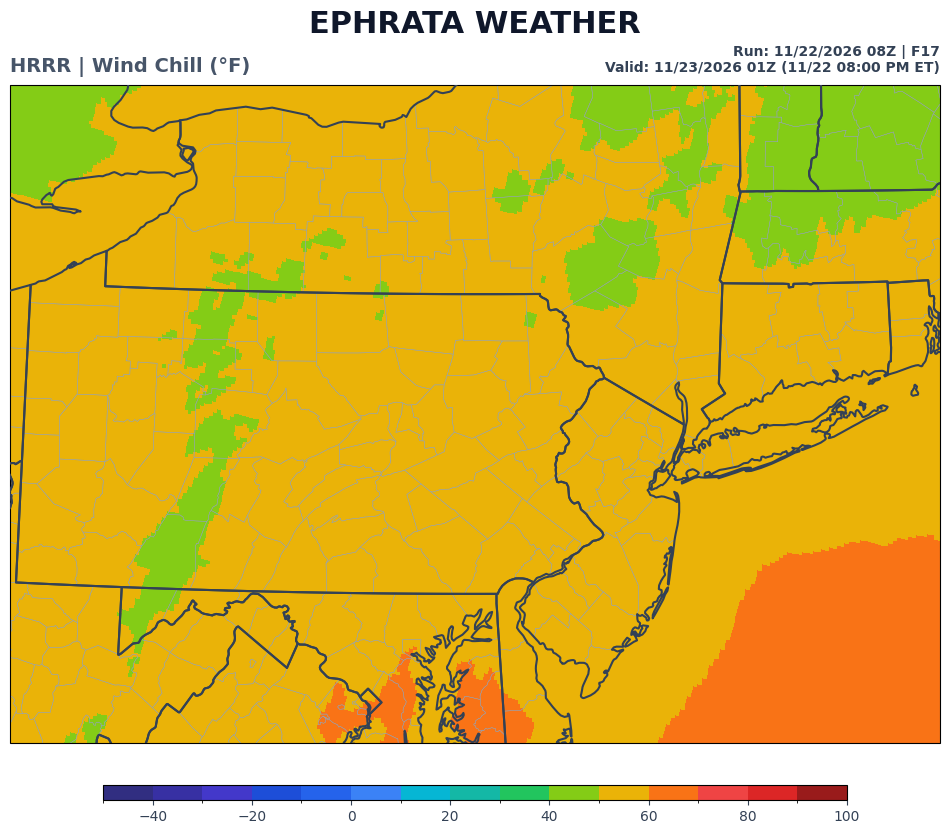 EPHRATA WEATHER
HRRR | Wind Chill (°F)
Run: 11/22/2026 08Z | F17
Valid: 11/23/2026 01Z (11/22 08:00 PM ET)
−40 −20 0 20 40 60 80 100